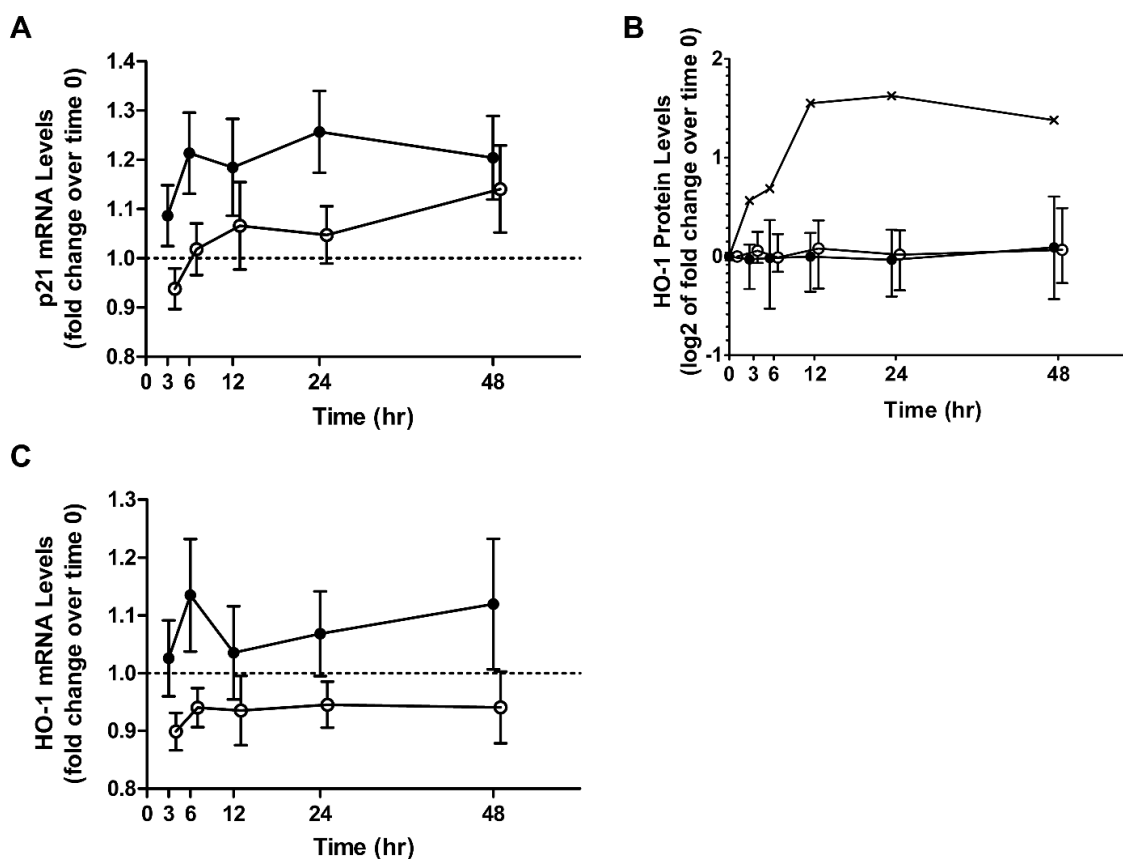 A
p21 mRNA Levels
(fold change over time 0)
1.4
1.3
1.2
1.1
1.0
0.9
0.8
0 3 6 12 24 48
Time (hr)
B
HO-1 Protein Levels
(log2 of fold change over time 0)
2
1
0
-1
0 3 6 12 24 48
Time (hr)
C
HO-1 mRNA Levels
(fold change over time 0)
1.3
1.2
1.1
1.0
0.9
0.8
0 3 6 12 24 48
Time (hr)